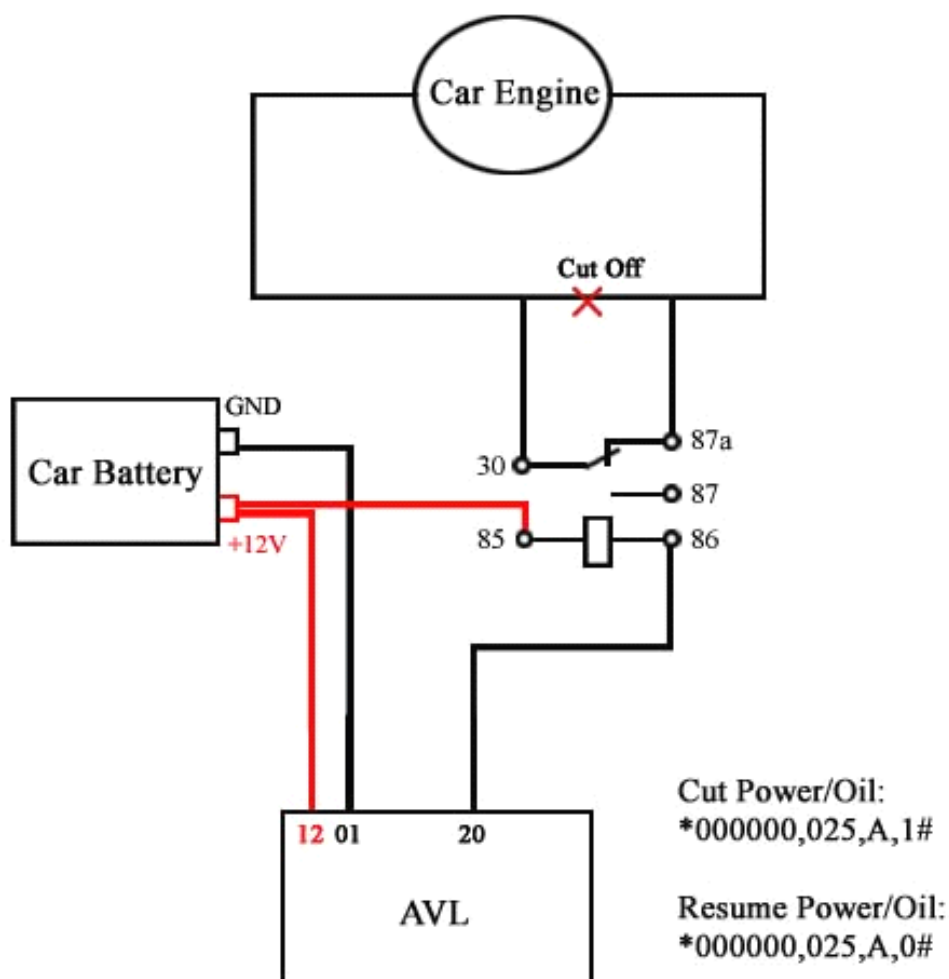 Car Engine
Cut Off
GND
Car Battery
+12V
30
87a
87
85
86
12 01 20
AVL
Cut Power/Oil:
*000000,025,A,1#
Resume Power/Oil:
*000000,025,A,0#